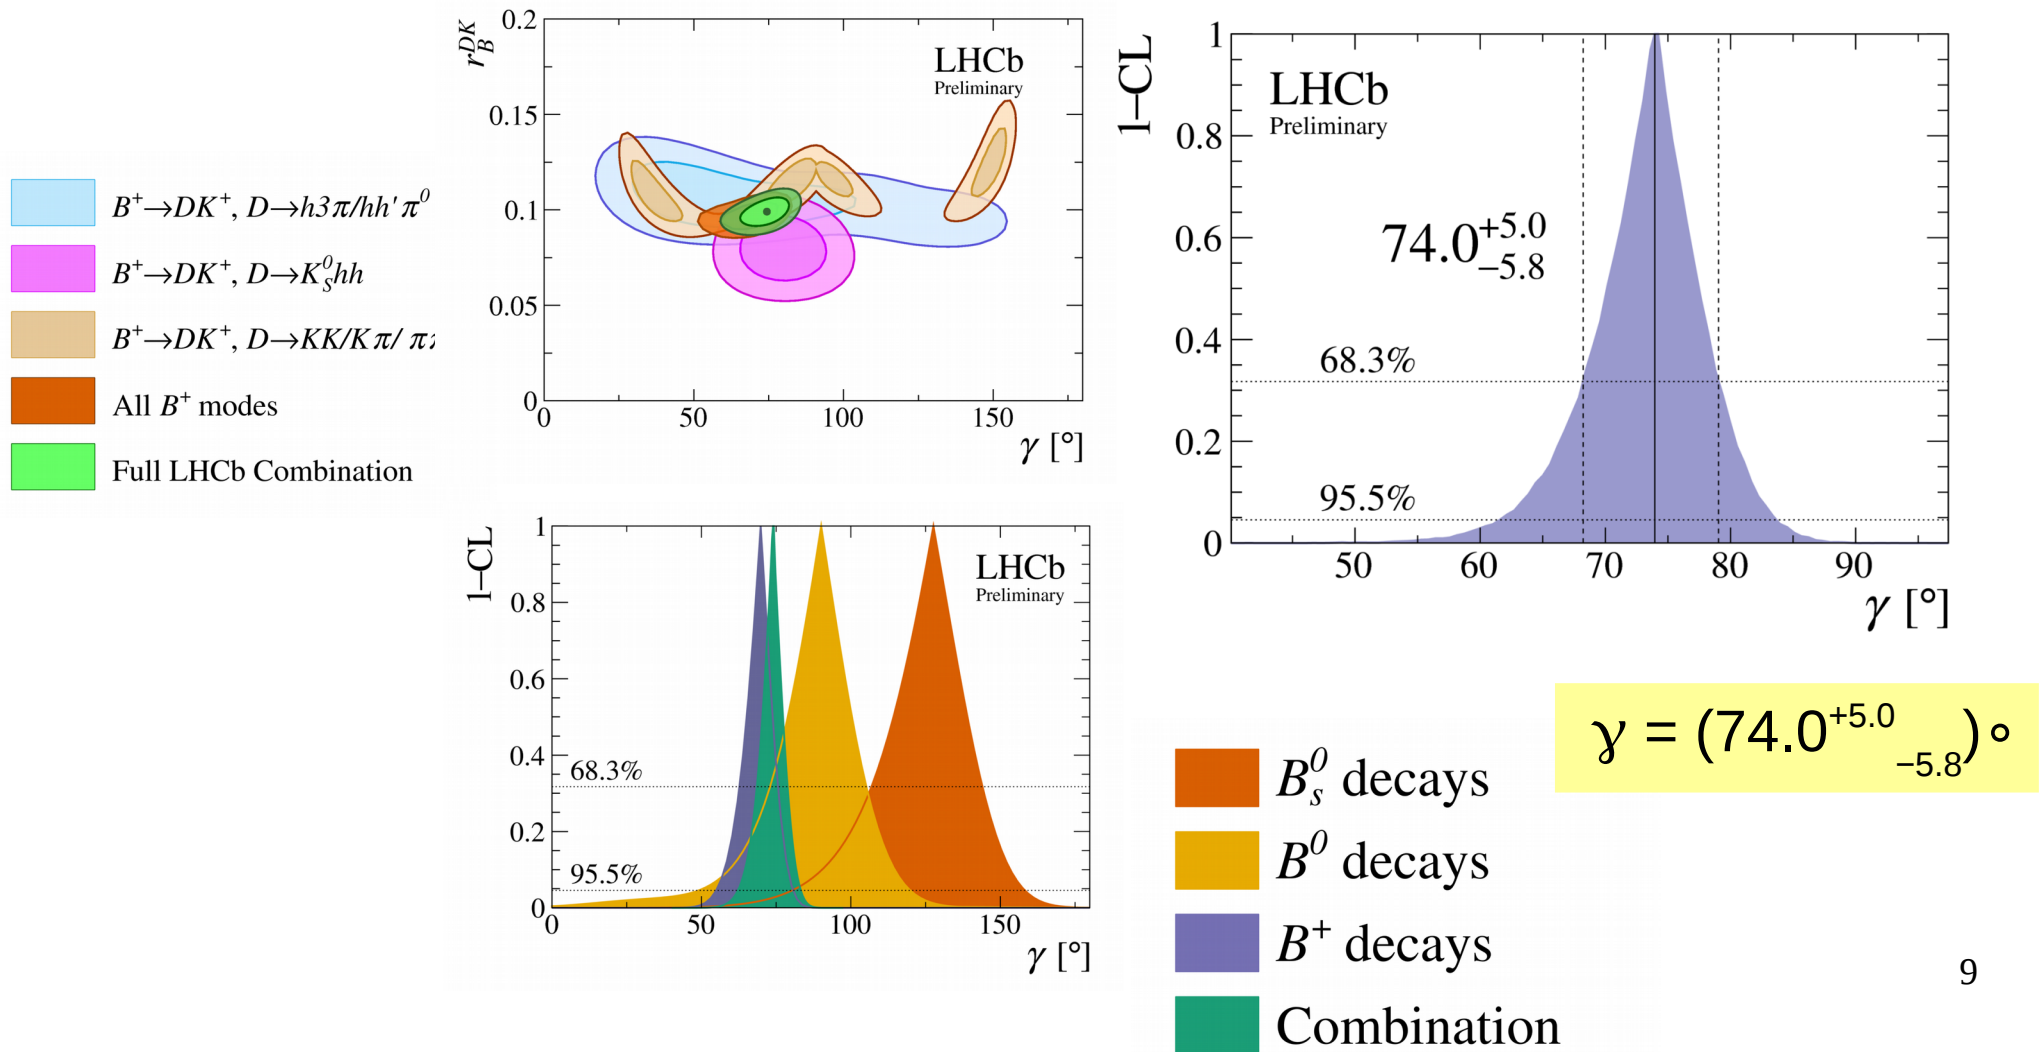 B⁺→DK⁺, D→h3π/hh'π⁰
B⁺→DK⁺, D→K⁰_S hh
B⁺→DK⁺, D→KK/Kπ/ π
All B⁺ modes
Full LHCb Combination
r_B^DK
0.2
0.15
0.1
0.05
0
0 50 100 150
γ [°]
LHCb
Preliminary
1–CL
1
0.8
0.6
0.4
0.2
0
LHCb
Preliminary
74.0 +5.0 −5.8
68.3%
95.5%
50 60 70 80 90
γ [°]
1–CL
1
0.8
0.6
0.4
0.2
0
LHCb
Preliminary
68.3%
95.5%
0 50 100 150
γ [°]
γ = (74.0 +5.0 −5.8)∘
B⁰_s decays
B⁰ decays
B⁺ decays
Combination
9